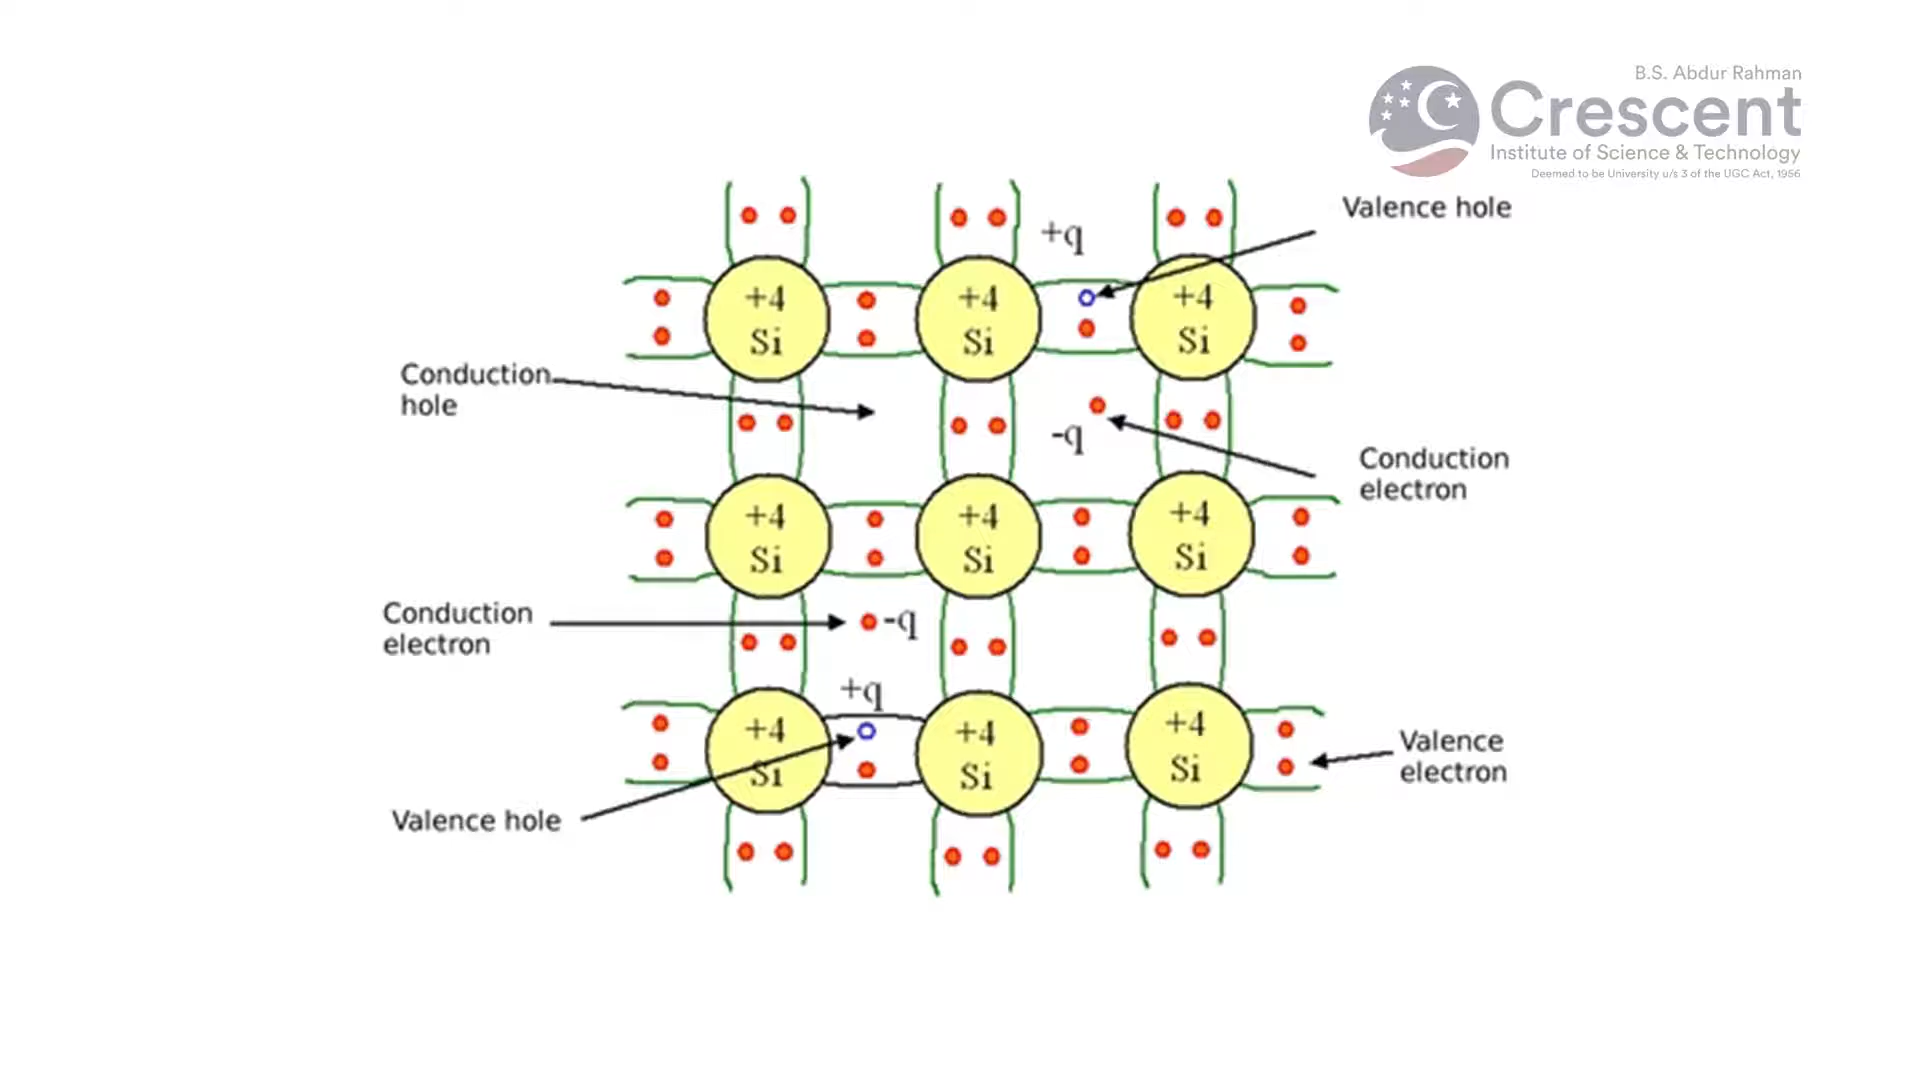 B.S. Abdur Rahman
Crescent
Institute of Science & Technology
Deemed to be University u/s 3 of the UGC Act, 1956
Valence hole
+q
+4
Si
+4
Si
+4
Si
Conduction
hole
-q
Conduction
electron
+4
Si
+4
Si
+4
Si
Conduction
electron
-q
+q
+4
Si
+4
Si
+4
Si
Valence
electron
Valence hole